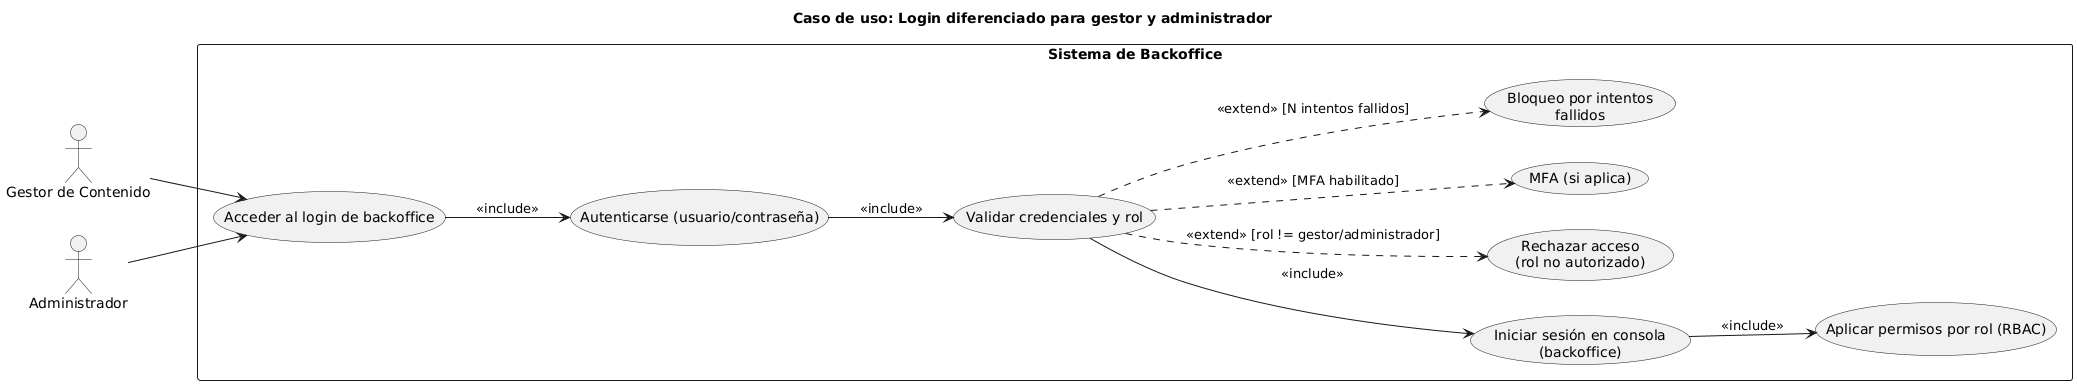 Caso de uso: Login diferenciado para gestor y administrador
Sistema de Backoffice
Gestor de Contenido
Administrador
Acceder al login de backoffice
«include»
Autenticarse (usuario/contraseña)
«include»
Validar credenciales y rol
«extend» [N intentos fallidos]
Bloqueo por intentos
fallidos
«extend» [MFA habilitado]
MFA (si aplica)
«extend» [rol != gestor/administrador]
Rechazar acceso
(rol no autorizado)
«include»
Iniciar sesión en consola
(backoffice)
«include»
Aplicar permisos por rol (RBAC)